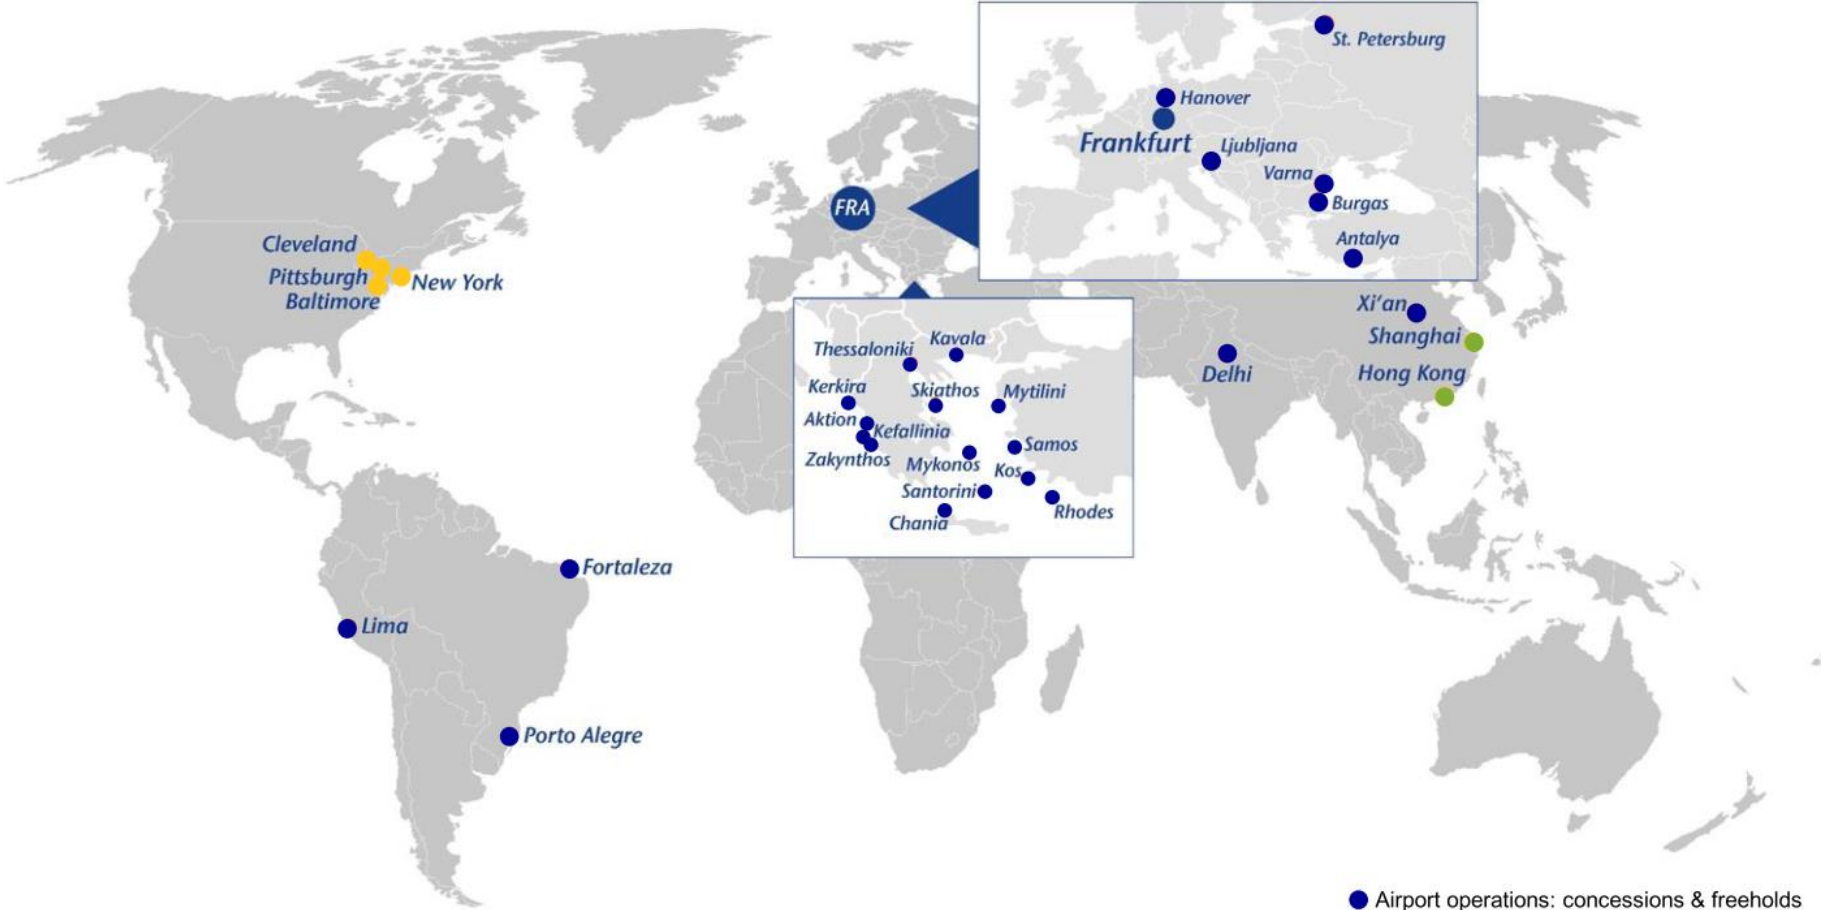 St. Petersburg
Hanover
Frankfurt
Ljubljana
Varna
Burgas
Antalya
FRA
Cleveland
Pittsburgh
New York
Baltimore
Xi‘an
Shanghai
Delhi
Hong Kong
Kavala
Thessaloniki
Kerkira
Skiathos
Mytilini
Aktion
Kefallinia
Samos
Zakynthos
Mykonos
Kos
Santorini
Rhodes
Chania
Fortaleza
Lima
Porto Alegre
Airport operations: concessions & freeholds